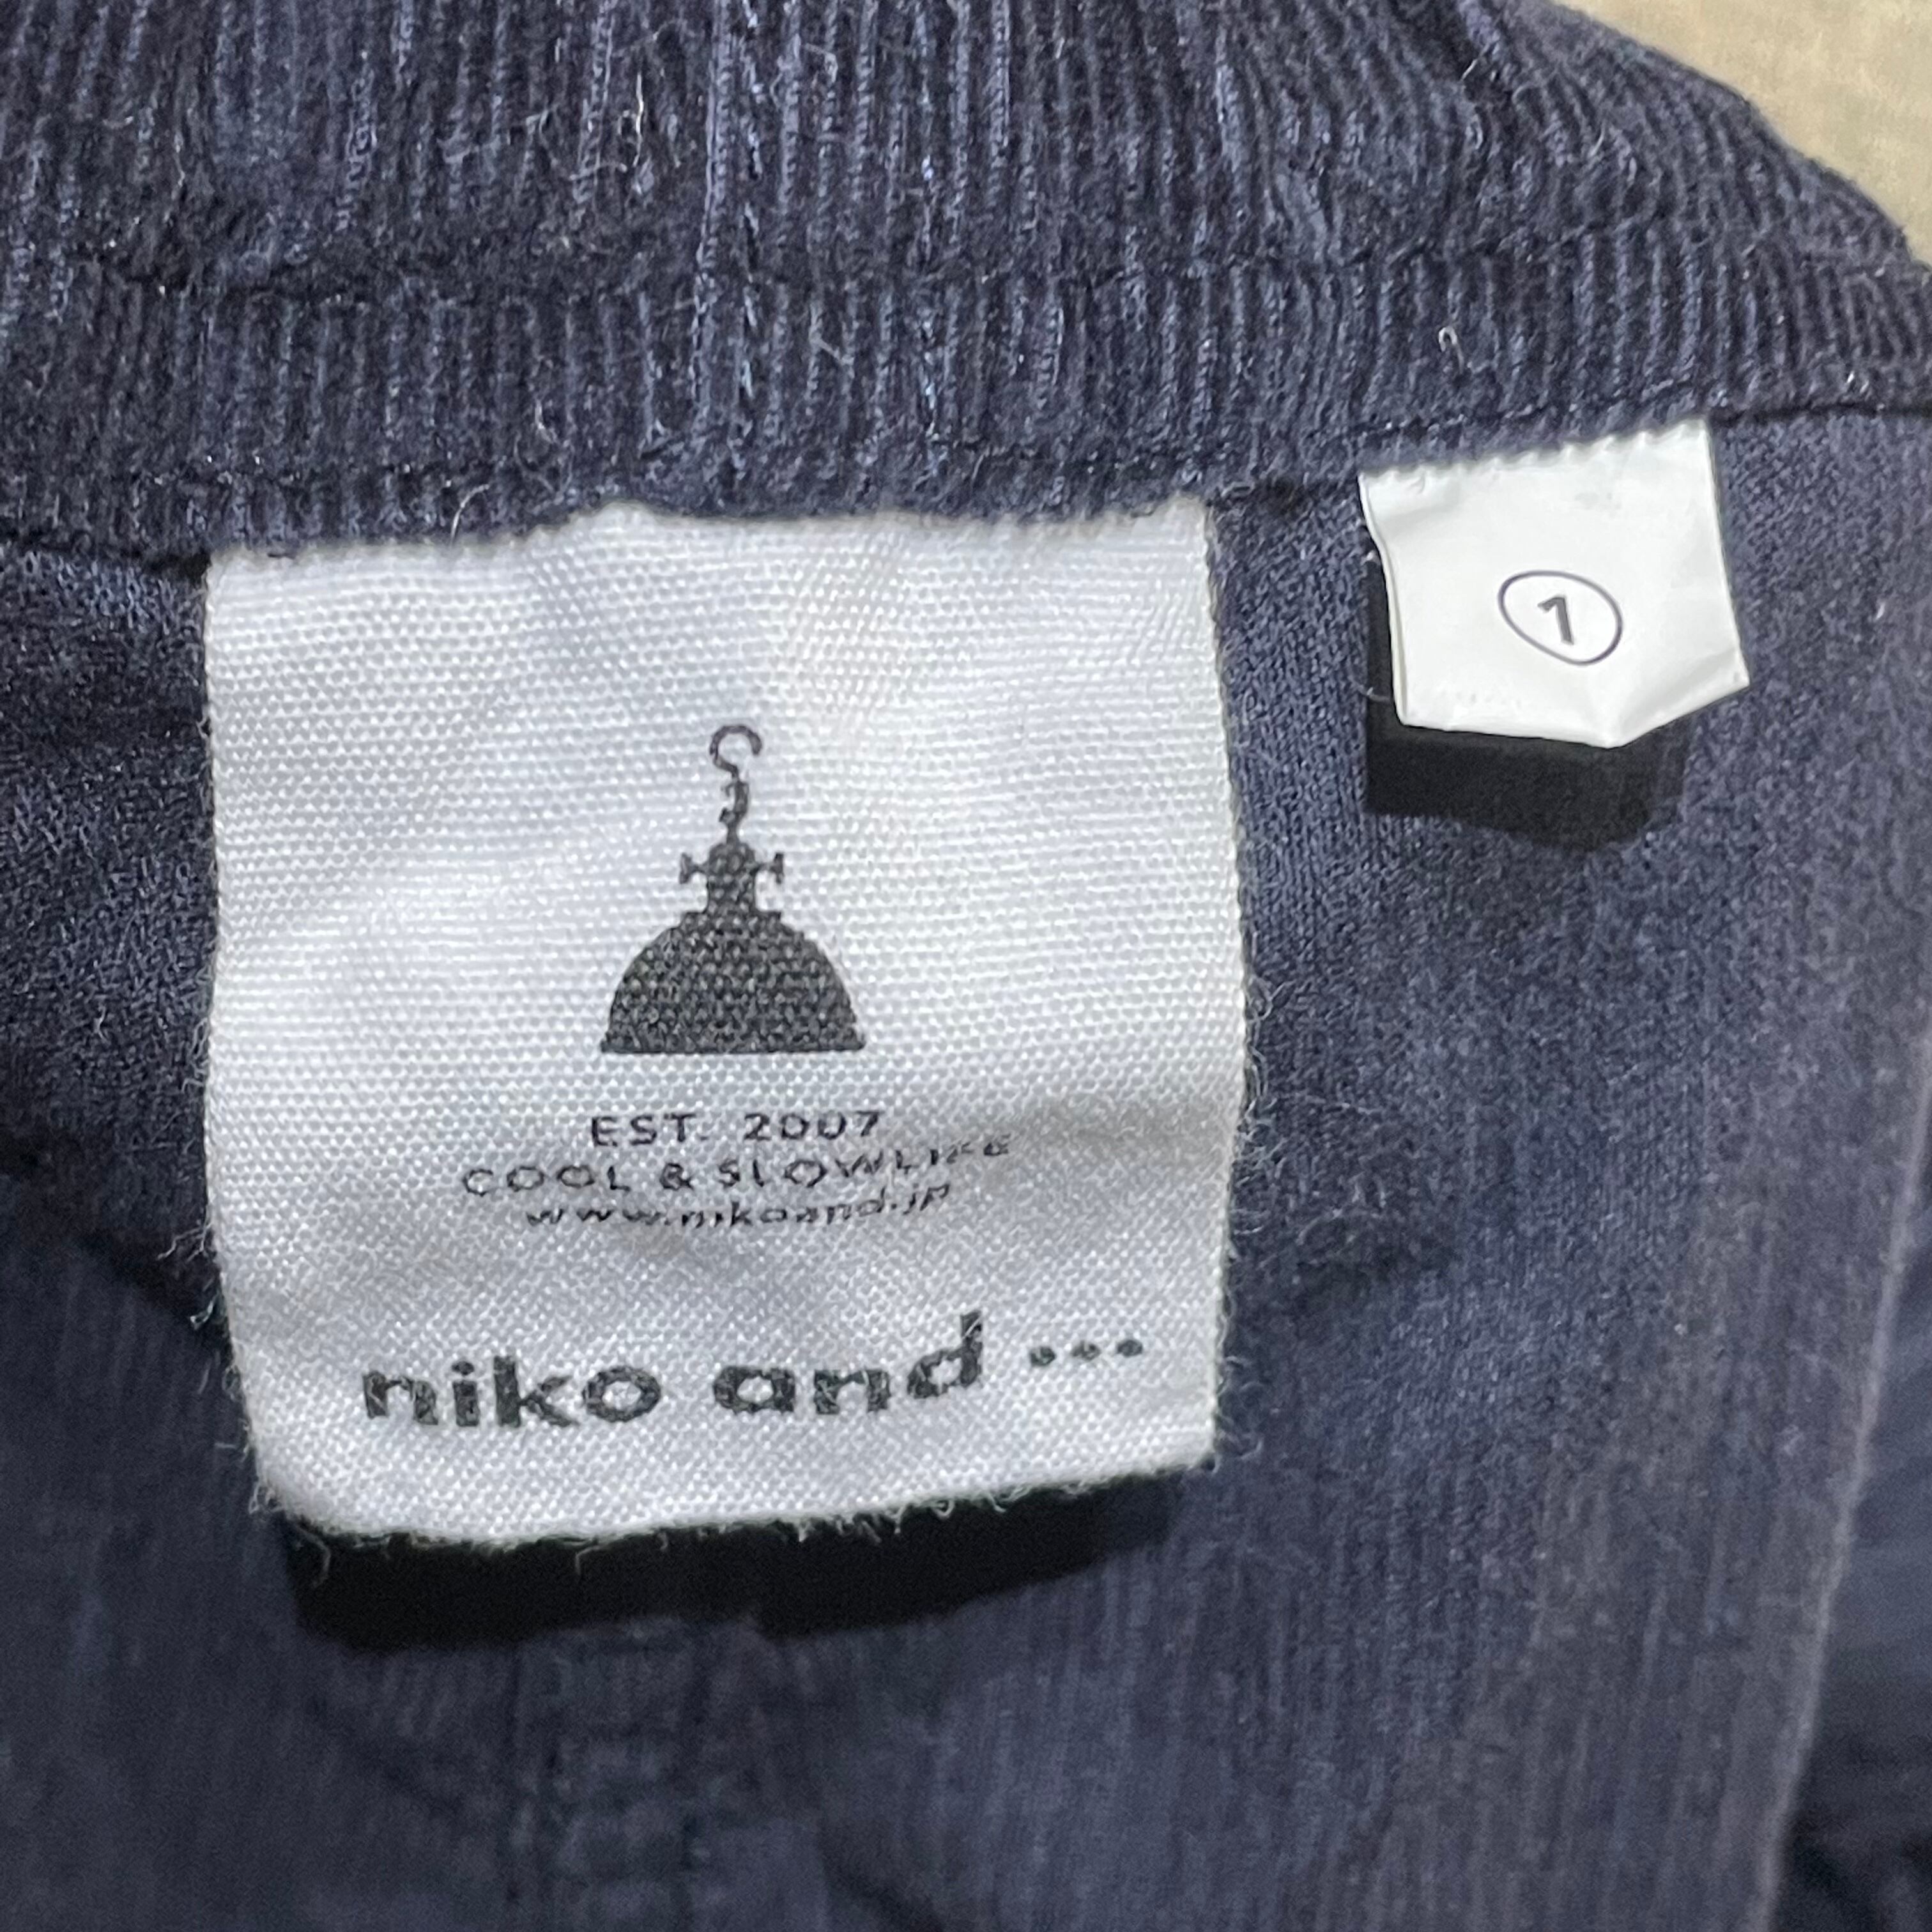 ①
EST. 2007
COOL & SLOWLIFE
www.nikoand.jp
niko and ...